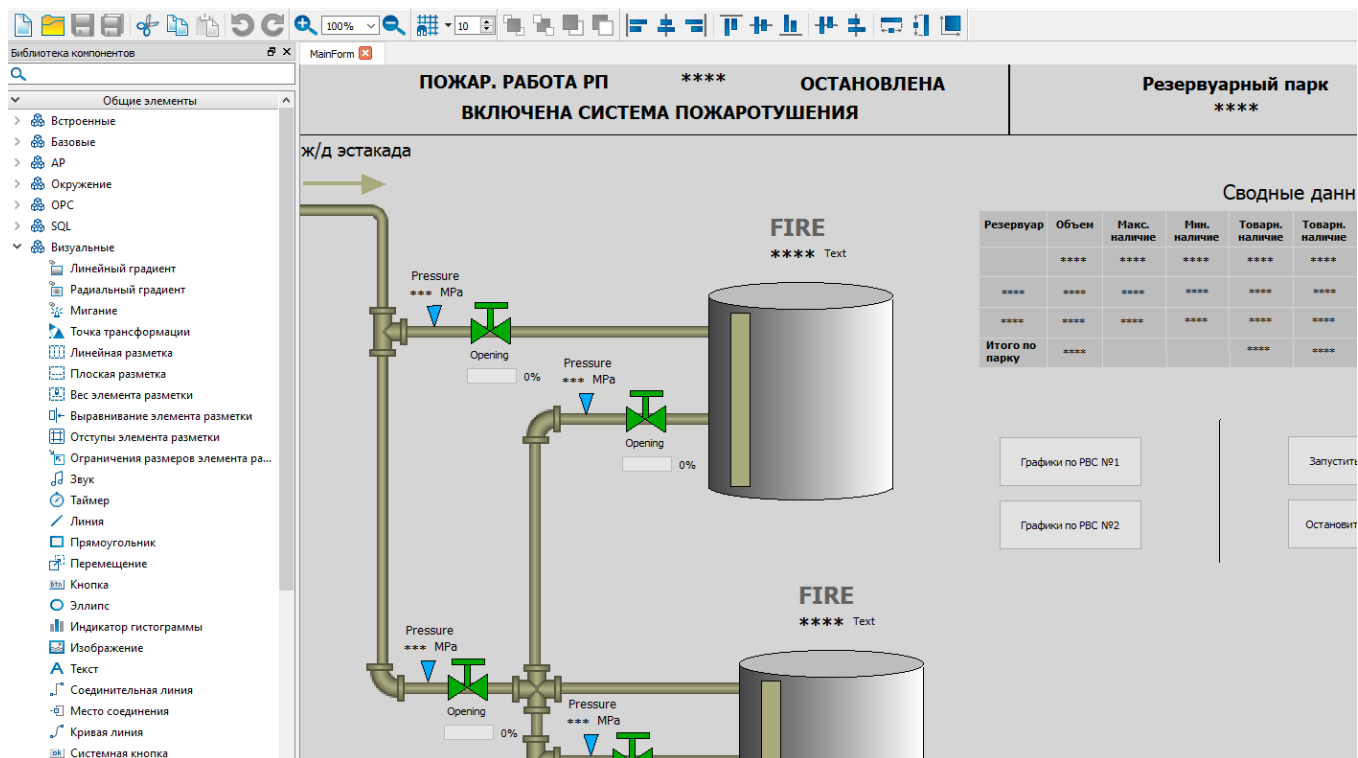 100%
10
Библиотека компонентов
MainForm
Общие элементы
Встроенные
Базовые
AP
Окружение
OPC
SQL
Визуальные
Линейный градиент
Радиальный градиент
Мигание
Точка трансформации
Линейная разметка
Плоская разметка
Вес элемента разметки
Выравнивание элемента разметки
Отступы элемента разметки
Ограничения размеров элемента ра...
Звук
Таймер
Линия
Прямоугольник
Перемещение
btn Кнопка
Эллипс
Индикатор гистограммы
Изображение
A Текст
Соединительная линия
Место соединения
Кривая линия
ok Системная кнопка
ПОЖАР. РАБОТА РП **** ОСТАНОВЛЕНА
ВКЛЮЧЕНА СИСТЕМА ПОЖАРОТУШЕНИЯ
Резервуарный парк
****
ж/д эстакада
FIRE
**** Text
Pressure
*** MPa
Opening
0%
Pressure
*** MPa
Opening
0%
FIRE
**** Text
Pressure
*** MPa
Opening
0%
Pressure
*** MPa
Сводные данн
Резервуар Объем Макс. наличие Мин. наличие Товарн. наличие Товарн. наличие
**** **** **** **** ****
**** **** **** **** **** ****
**** **** **** **** **** ****
Итого по парку **** **** ****
Графики по РВС №1
Запустить
Графики по РВС №2
Остановит